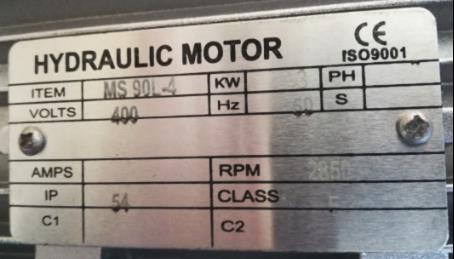 HYDRAULIC MOTOR CE ISO9001
ITEM MS 90L-4 KW 3 PH
VOLTS 400 Hz 50 S
AMPS RPM 2850
IP 54 CLASS
C1 C2